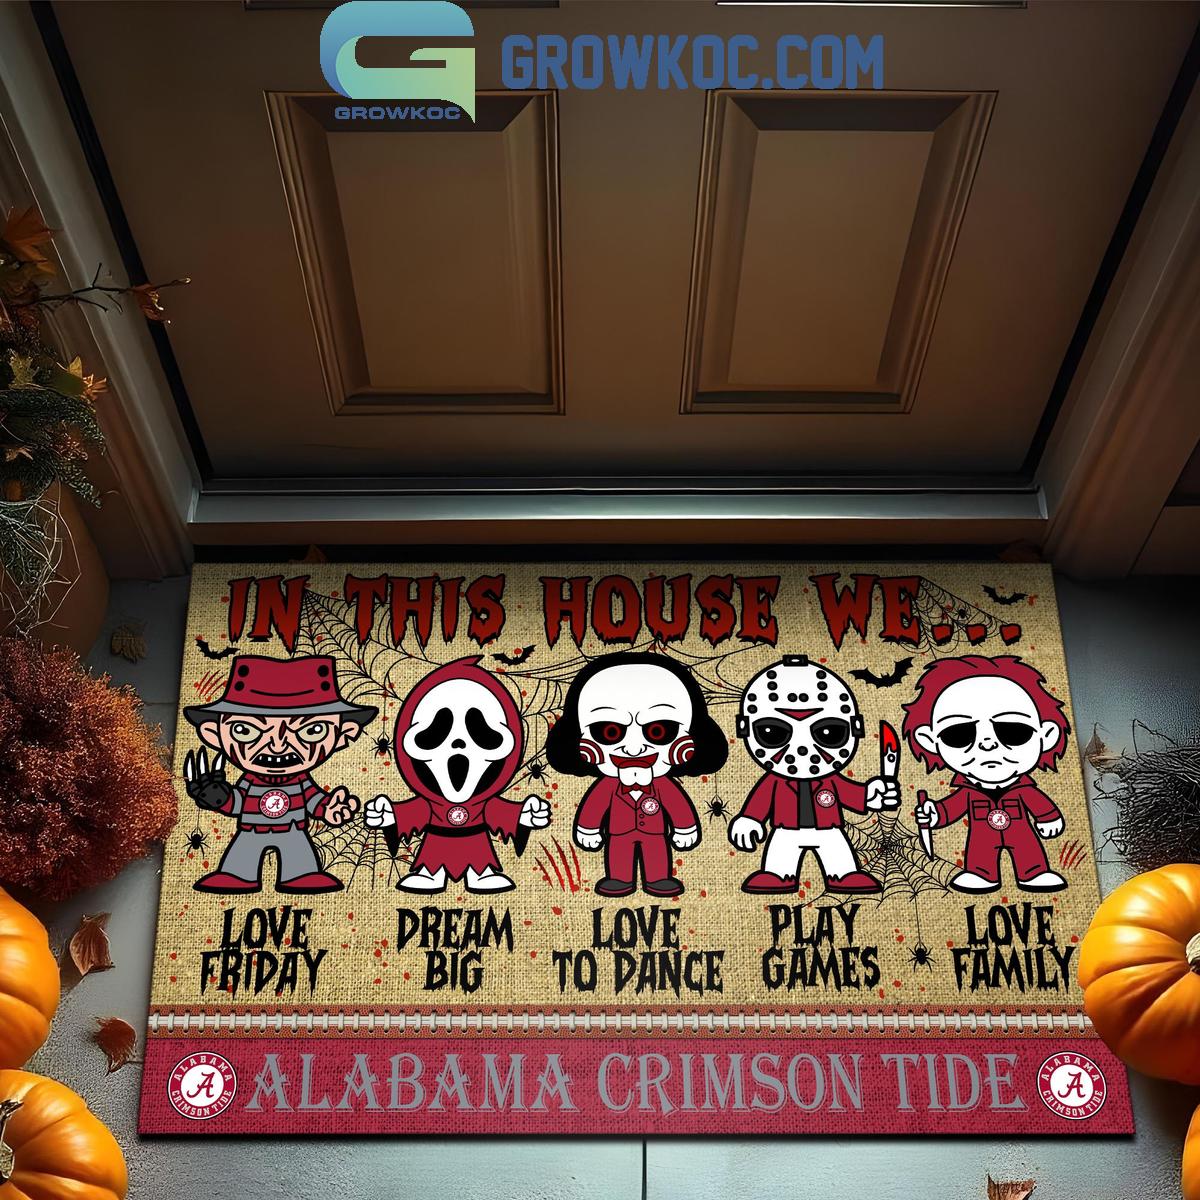 GROWKOC.COM
GROWKOC
IN THIS HOUSE WE...
LOVE
FRIDAY
DREAM
BIG
LOVE
TO DANCE
PLAY
GAMES
LOVE
FAMILY
ALABAMA
A
CRIMSON TIDE
ALABAMA CRIMSON TIDE
ALABAMA
A
CRIMSON TIDE